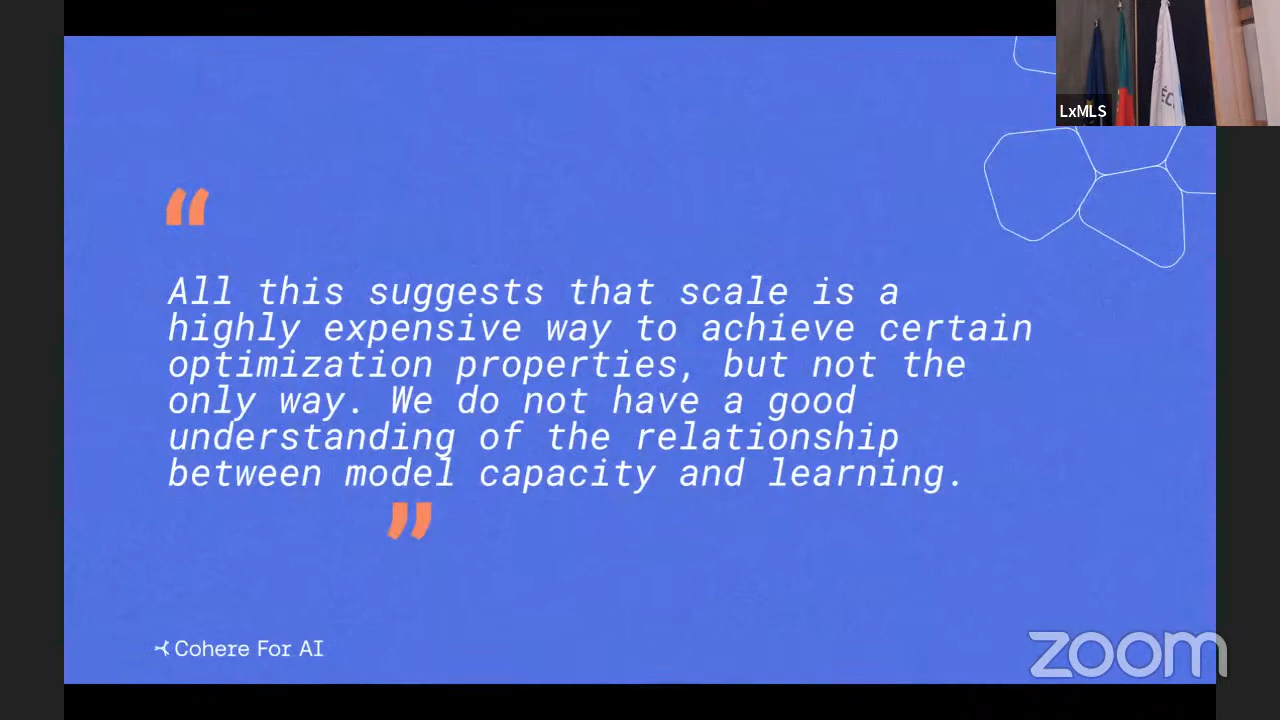 LxMLS
“
All this suggests that scale is a
highly expensive way to achieve certain
optimization properties, but not the
only way. We do not have a good
understanding of the relationship
between model capacity and learning.
”
Cohere For AI
zoom